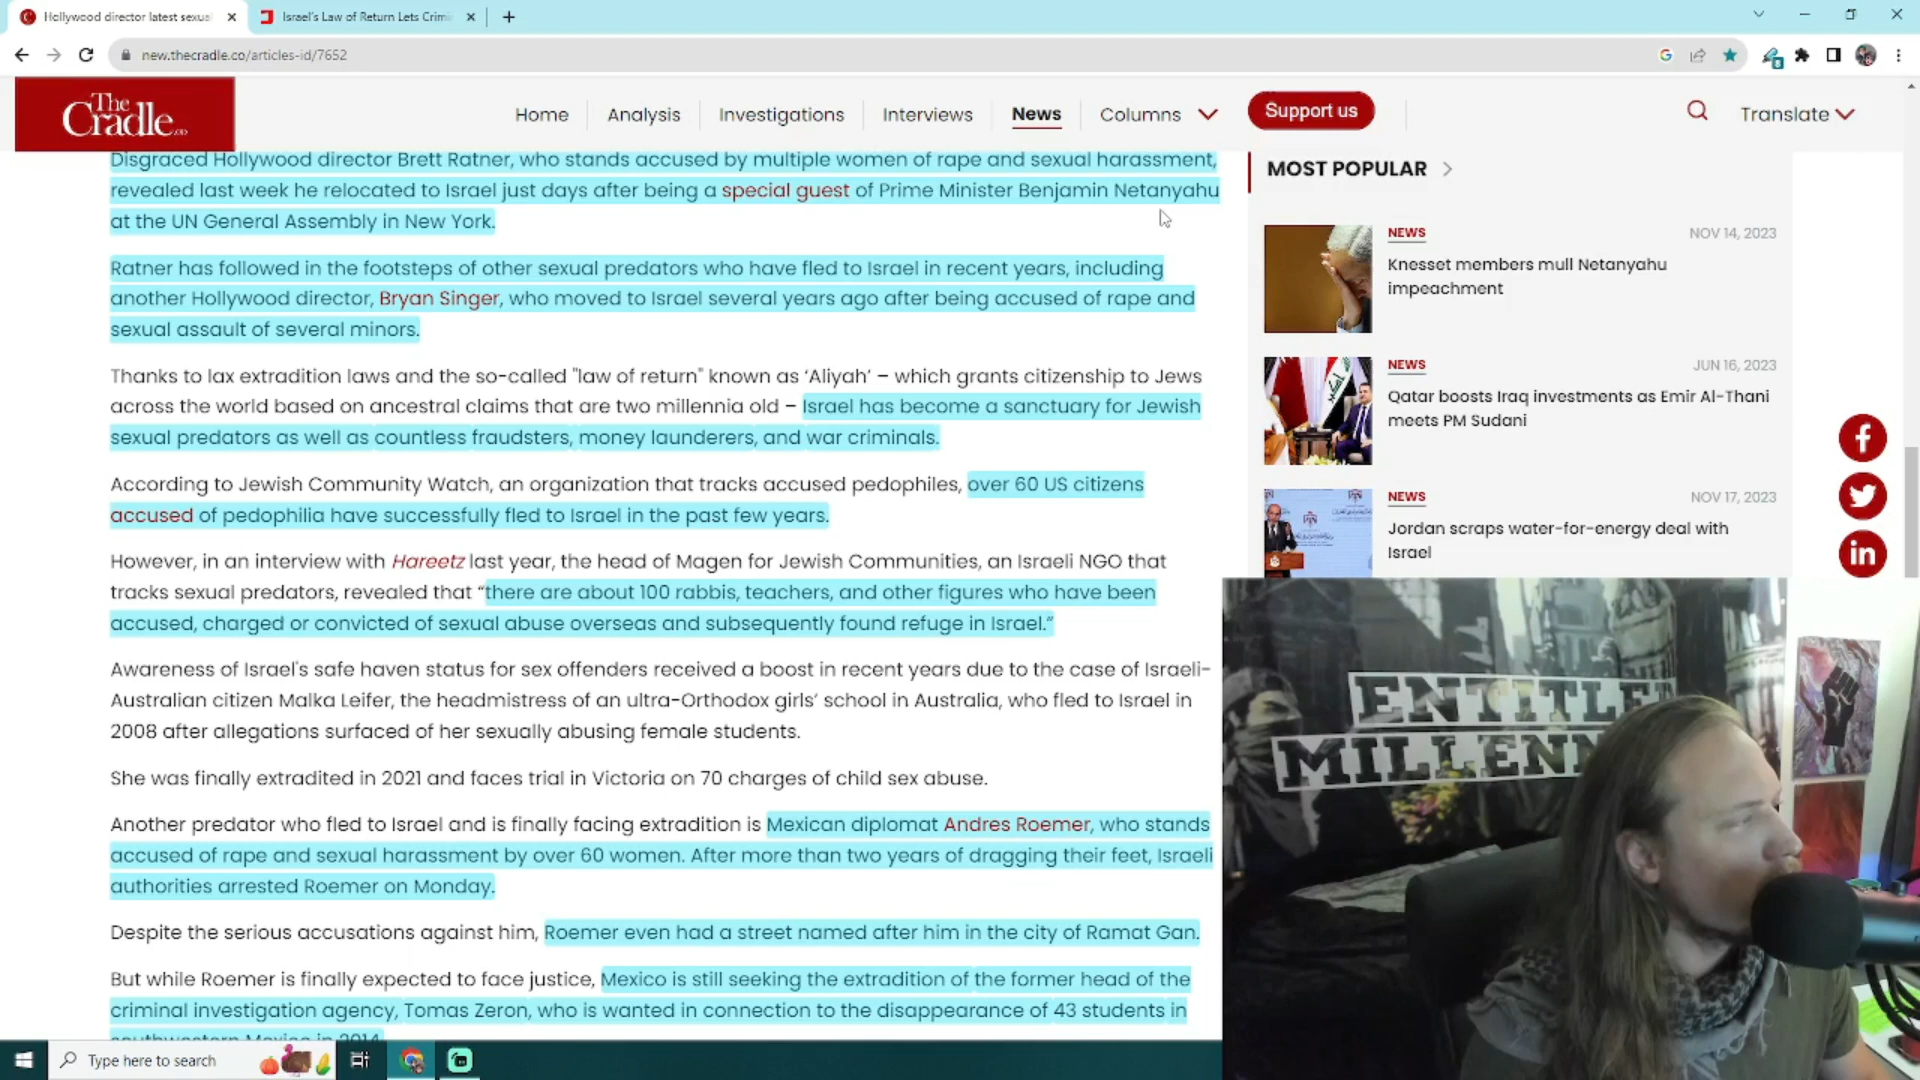 Hollywood director latest sexua
Israel's Law of Return Lets Crimi
new.thecradle.co/articles-id/7652
The
Cradle.co
Home
Analysis
Investigations
Interviews
News
Columns
Support us
Translate
Disgraced Hollywood director Brett Ratner, who stands accused by multiple women of rape and sexual harassment,
revealed last week he relocated to Israel just days after being a special guest of Prime Minister Benjamin Netanyahu
at the UN General Assembly in New York.
Ratner has followed in the footsteps of other sexual predators who have fled to Israel in recent years, including
another Hollywood director, Bryan Singer, who moved to Israel several years ago after being accused of rape and
sexual assault of several minors.
Thanks to lax extradition laws and the so-called "law of return" known as ‘Aliyah’ – which grants citizenship to Jews
across the world based on ancestral claims that are two millennia old – Israel has become a sanctuary for Jewish
sexual predators as well as countless fraudsters, money launderers, and war criminals.
According to Jewish Community Watch, an organization that tracks accused pedophiles, over 60 US citizens
accused of pedophilia have successfully fled to Israel in the past few years.
However, in an interview with Hareetz last year, the head of Magen for Jewish Communities, an Israeli NGO that
tracks sexual predators, revealed that “there are about 100 rabbis, teachers, and other figures who have been
accused, charged or convicted of sexual abuse overseas and subsequently found refuge in Israel.”
Awareness of Israel's safe haven status for sex offenders received a boost in recent years due to the case of Israeli-
Australian citizen Malka Leifer, the headmistress of an ultra-Orthodox girls’ school in Australia, who fled to Israel in
2008 after allegations surfaced of her sexually abusing female students.
She was finally extradited in 2021 and faces trial in Victoria on 70 charges of child sex abuse.
Another predator who fled to Israel and is finally facing extradition is Mexican diplomat Andres Roemer, who stands
accused of rape and sexual harassment by over 60 women. After more than two years of dragging their feet, Israeli
authorities arrested Roemer on Monday.
Despite the serious accusations against him, Roemer even had a street named after him in the city of Ramat Gan.
But while Roemer is finally expected to face justice, Mexico is still seeking the extradition of the former head of the
criminal investigation agency, Tomas Zeron, who is wanted in connection to the disappearance of 43 students in
southwestern Mexico in 2014
MOST POPULAR
NEWS
NOV 14, 2023
Knesset members mull Netanyahu
impeachment
NEWS
JUN 16, 2023
Qatar boosts Iraq investments as Emir Al-Thani
meets PM Sudani
NEWS
NOV 17, 2023
Jordan scraps water-for-energy deal with
Israel
ENTITLE
MILLENN
Type here to search